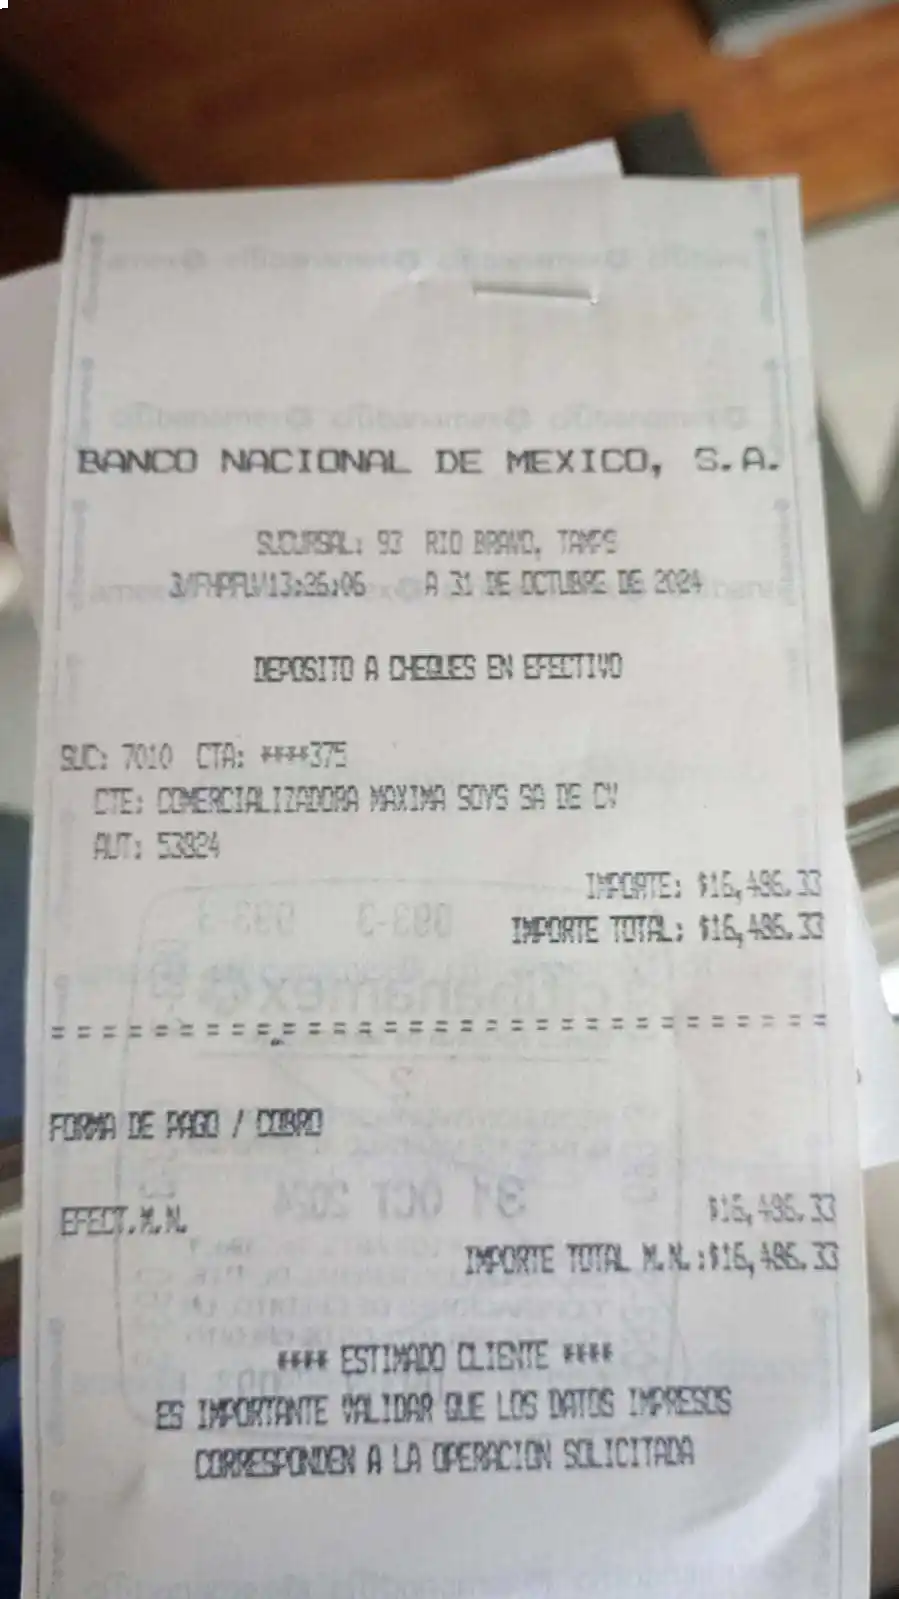 citibanamex citibanamex citibanamex
BANCO NACIONAL DE MEXICO, S.A.
SUCURSAL: 93 RIO BRAVO, TAMPS
A 31 DE OCTUBRE DE 2024
DEPOSITO A CHEQUES EN EFECTIVO
SUC: 7010 CTA: ****375
CTE: COMERCIALIZADORA MAXIMA SOYS SA DE CV
AUT: 53824
IMPORTE: $16,486.33
IMPORTE TOTAL: $16,486.33
FORMA DE PAGO / COBRO
EFECT.M.N. $16,486.33
IMPORTE TOTAL M.N.:$16,486.33
**** ESTIMADO CLIENTE ****
ES IMPORTANTE VALIDAR QUE LOS DATOS IMPRESOS
CORRESPONDEN A LA OPERACION SOLICITADA